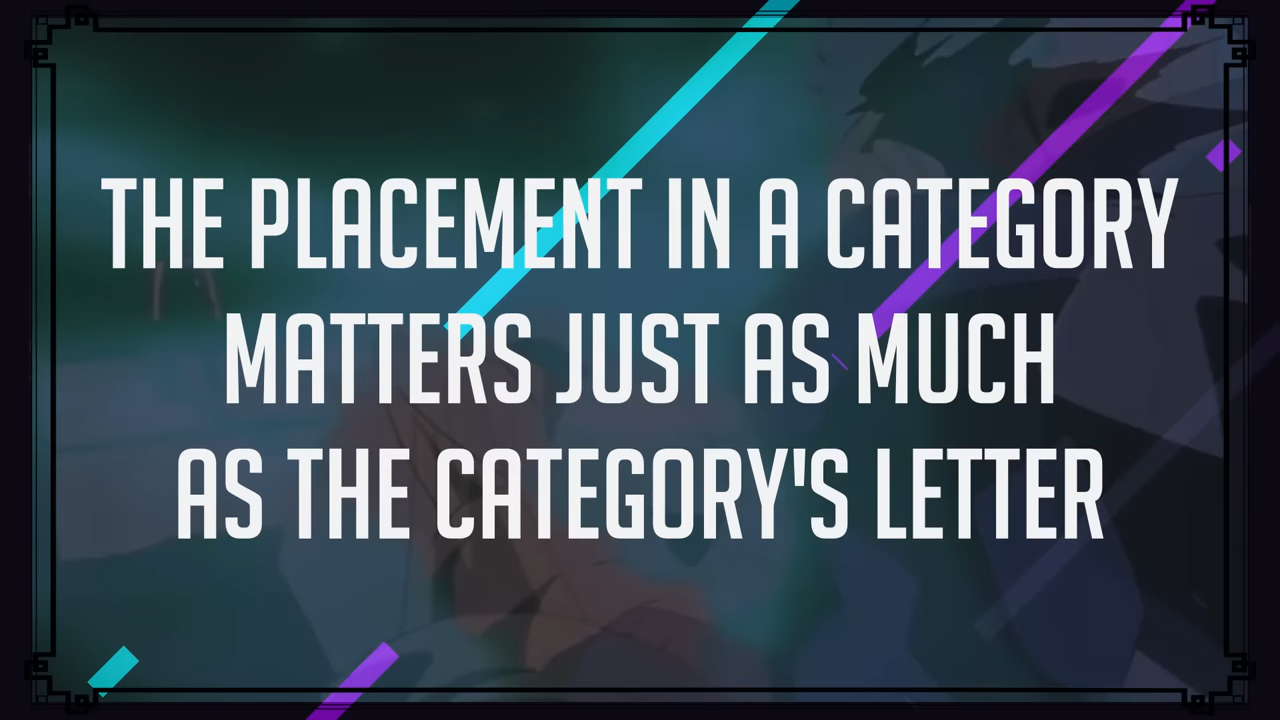 THE PLACEMENT IN A CATEGORY
MATTERS JUST AS MUCH
AS THE CATEGORY'S LETTER